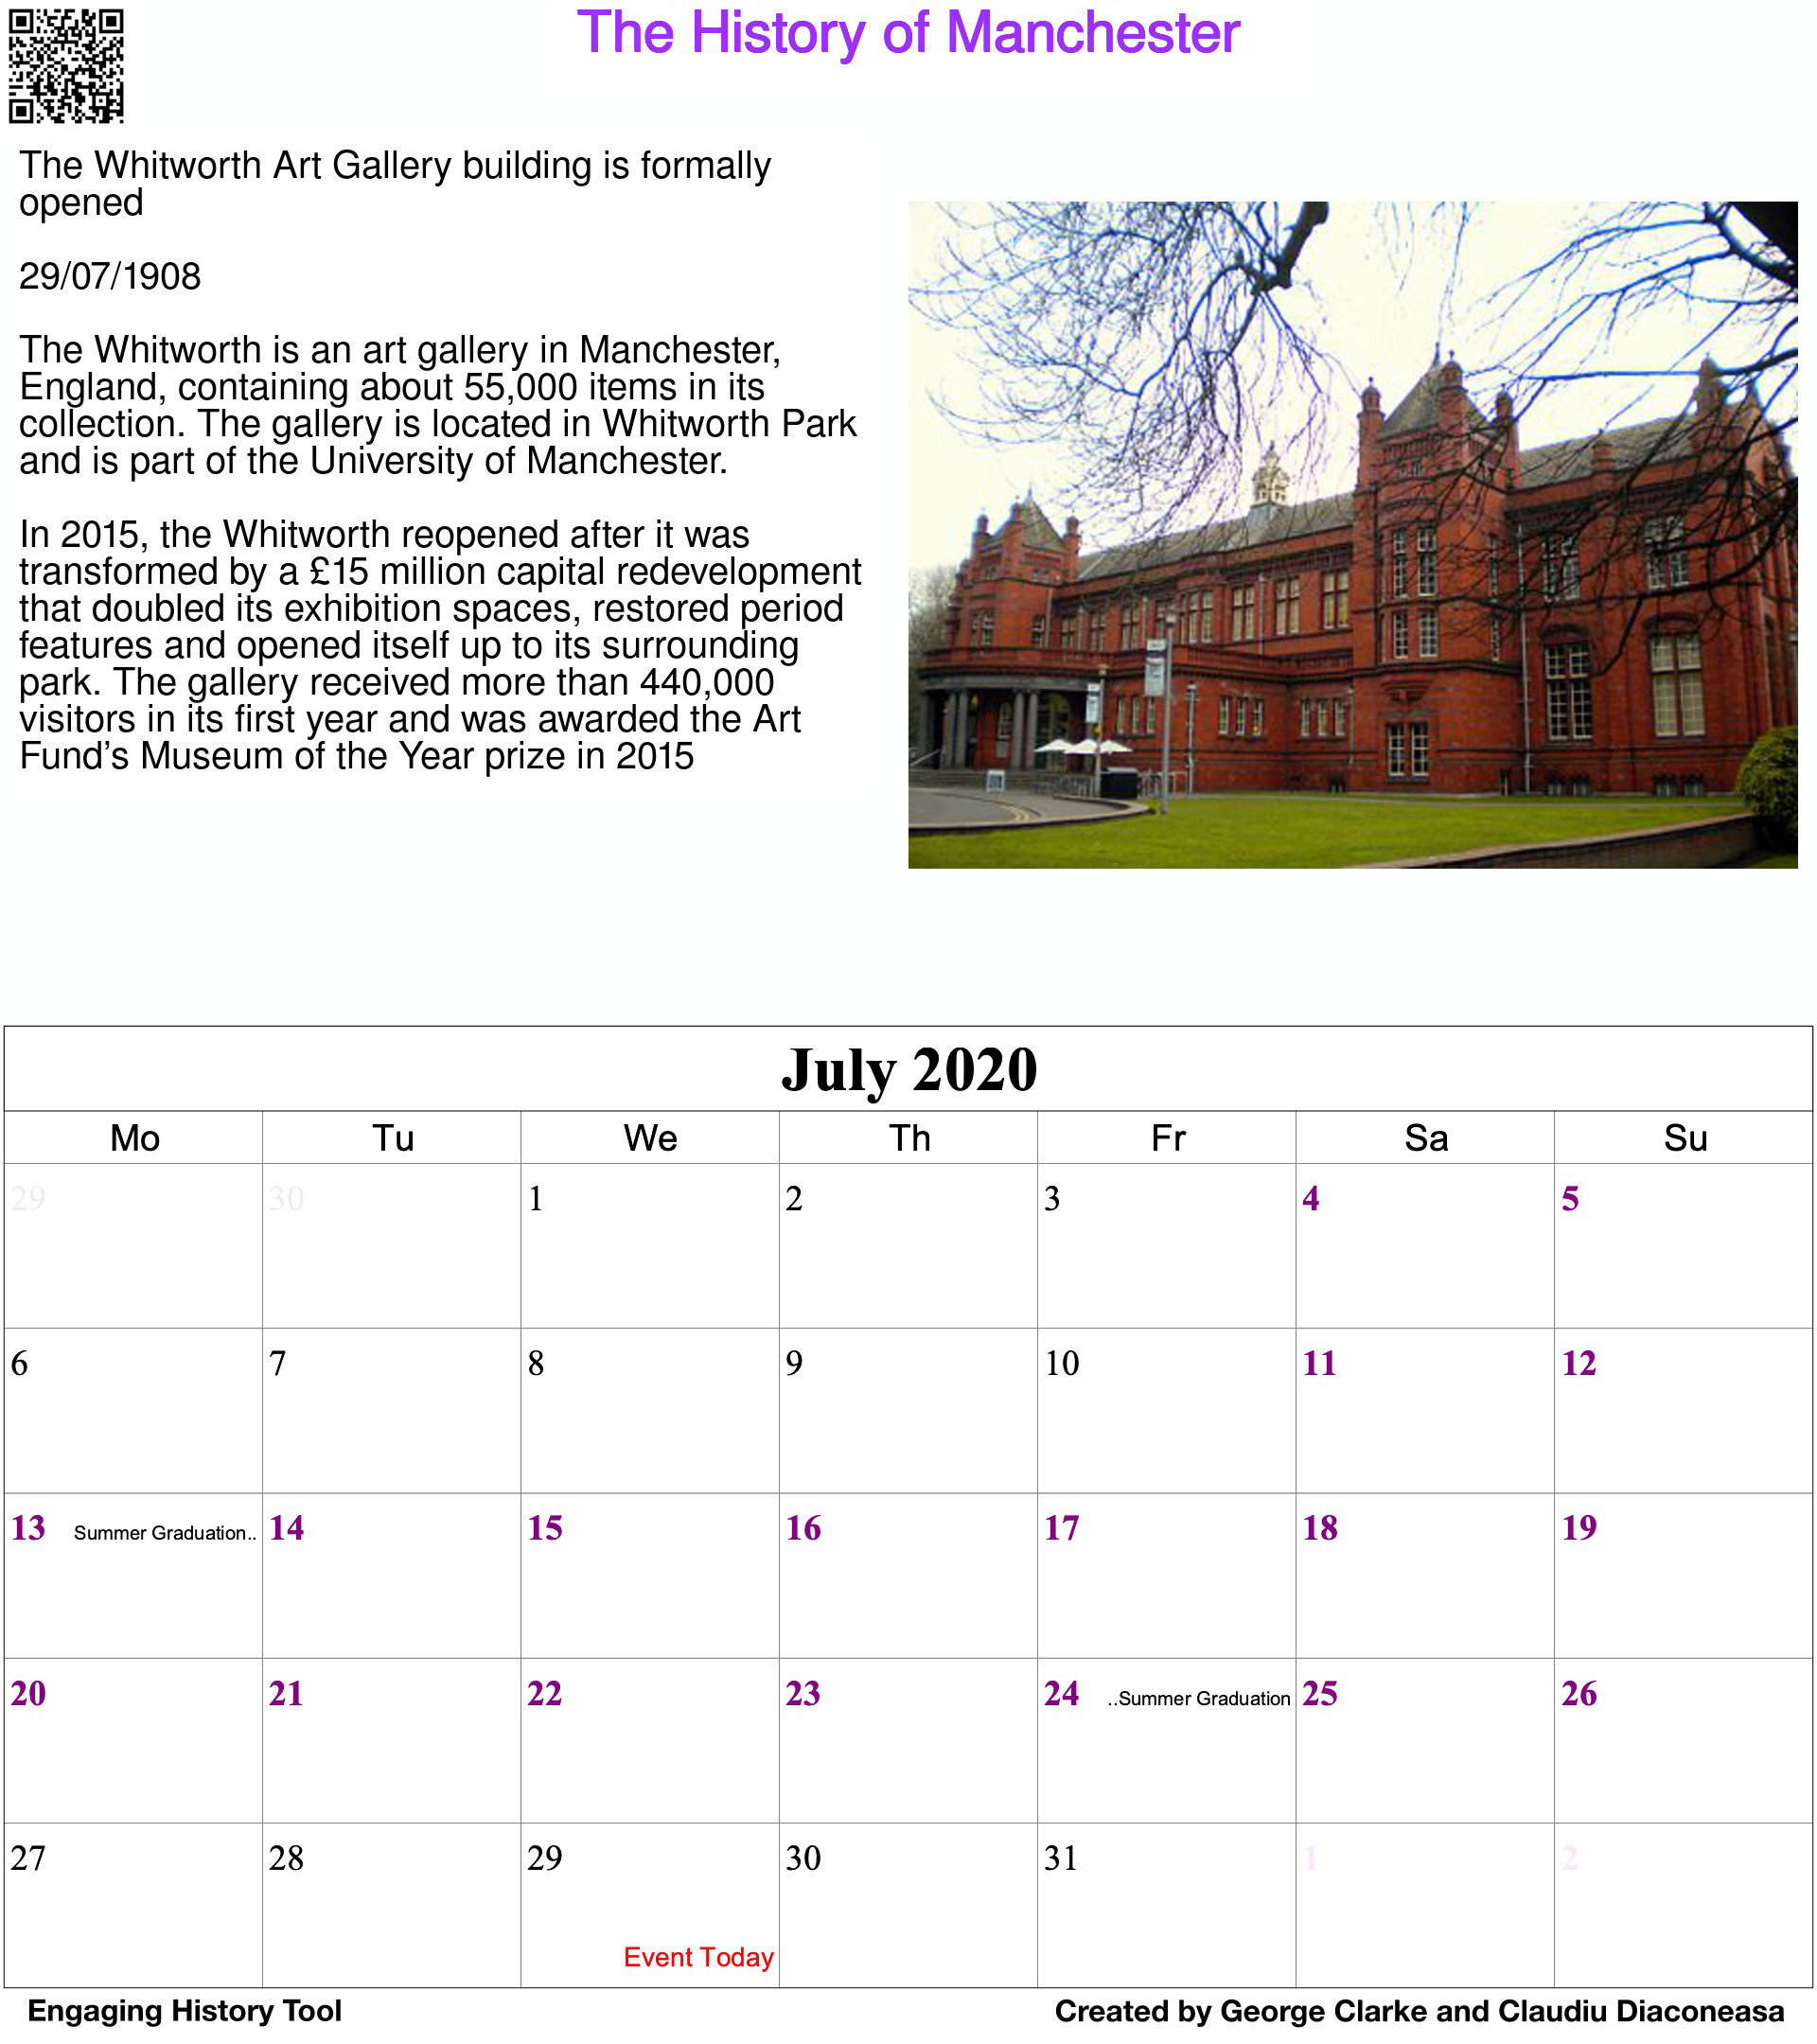 The History of Manchester
The Whitworth Art Gallery building is formally
opened
29/07/1908
The Whitworth is an art gallery in Manchester,
England, containing about 55,000 items in its
collection. The gallery is located in Whitworth Park
and is part of the University of Manchester.
In 2015, the Whitworth reopened after it was
transformed by a £15 million capital redevelopment
that doubled its exhibition spaces, restored period
features and opened itself up to its surrounding
park. The gallery received more than 440,000
visitors in its first year and was awarded the Art
Fund’s Museum of the Year prize in 2015
July 2020
Mo Tu We Th Fr Sa Su
29 30 1 2 3 4 5
6 7 8 9 10 11 12
13 Summer Graduation.. 14 15 16 17 18 19
20 21 22 23 24 ..Summer Graduation 25 26
27 28 29 30 31 1 2
Event Today
Engaging History Tool Created by George Clarke and Claudiu Diaconeasa